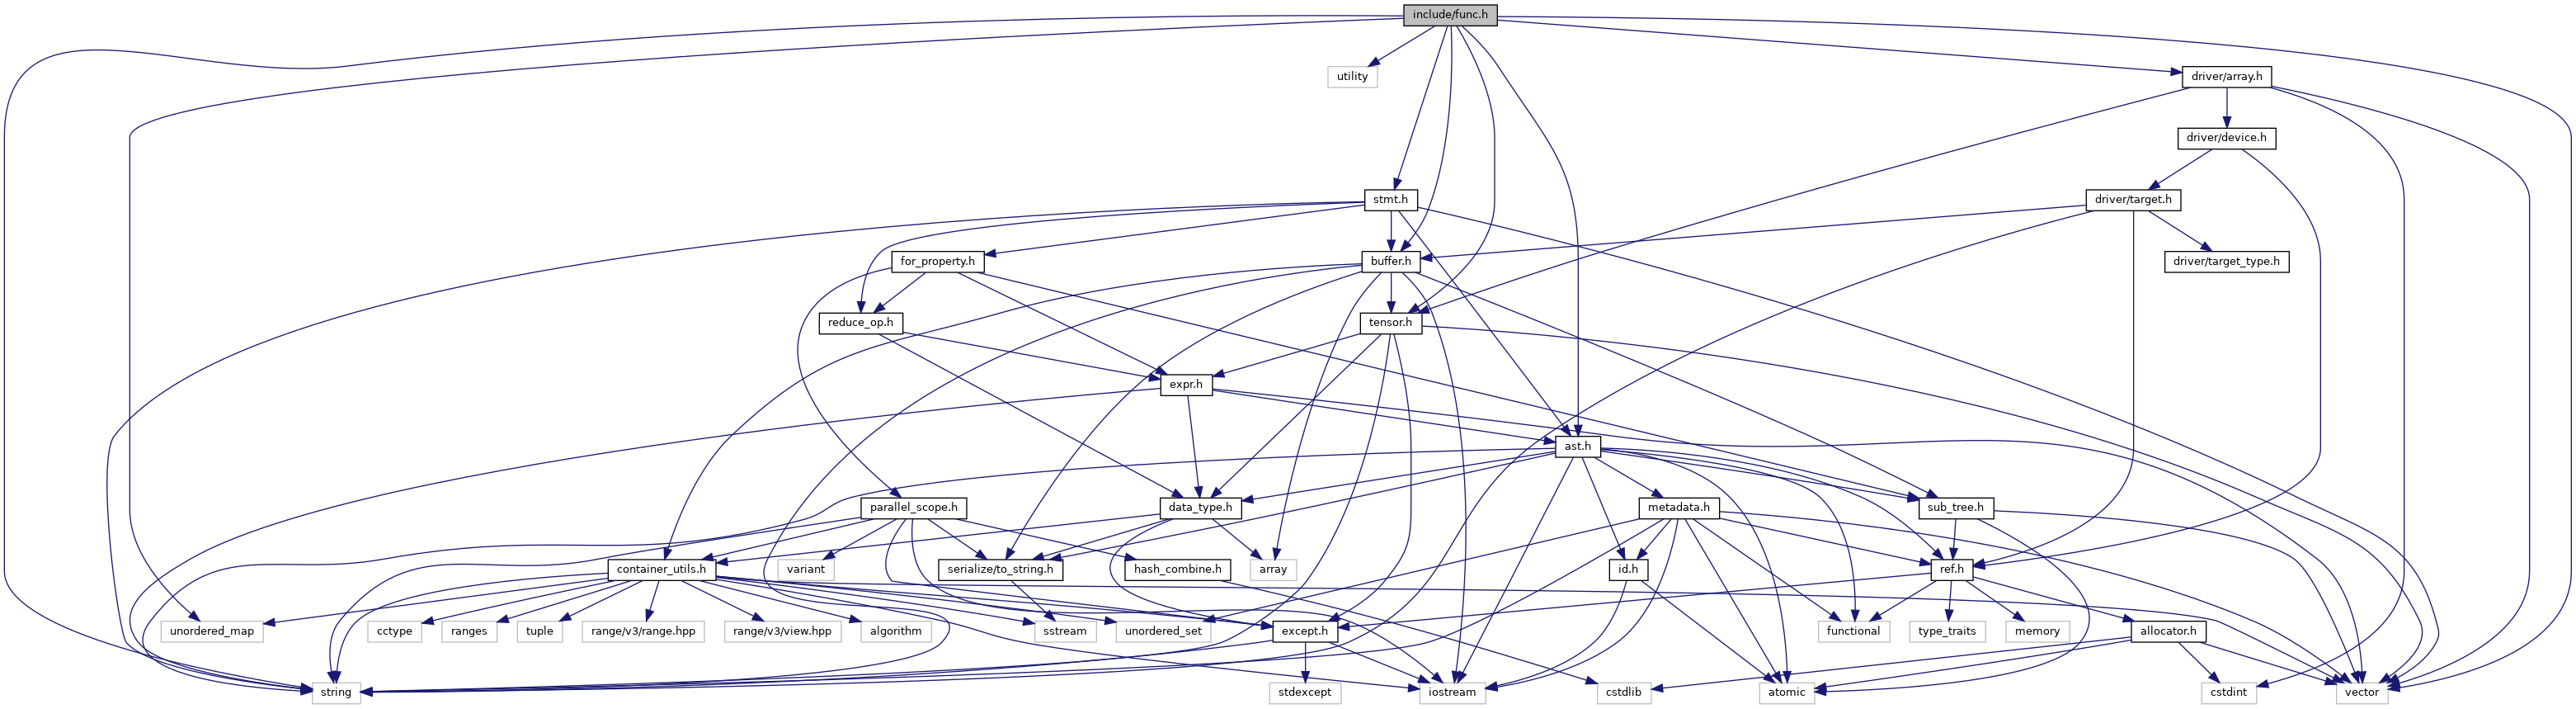 include/func.h
utility
driver/array.h
driver/device.h
stmt.h
driver/target.h
for_property.h
buffer.h
driver/target_type.h
reduce_op.h
tensor.h
expr.h
ast.h
parallel_scope.h
data_type.h
metadata.h
sub_tree.h
container_utils.h
variant
serialize/to_string.h
hash_combine.h
array
id.h
ref.h
unordered_map
cctype
ranges
tuple
range/v3/range.hpp
range/v3/view.hpp
algorithm
sstream
unordered_set
except.h
functional
type_traits
memory
allocator.h
string
stdexcept
iostream
cstdlib
atomic
cstdint
vector